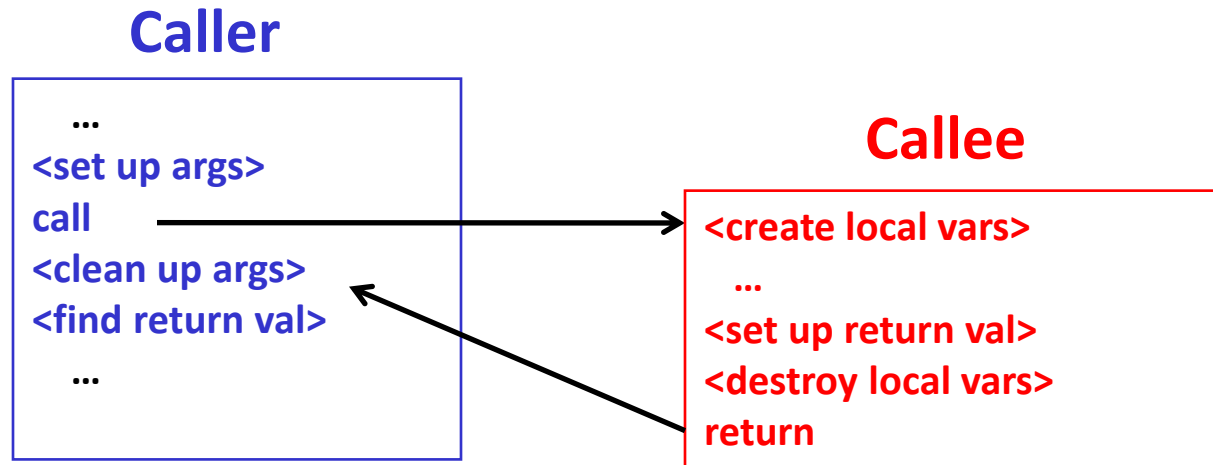 Caller
…
<set up args>
call
<clean up args>
<find return val>
…
Callee
<create local vars>
…
<set up return val>
<destroy local vars>
return